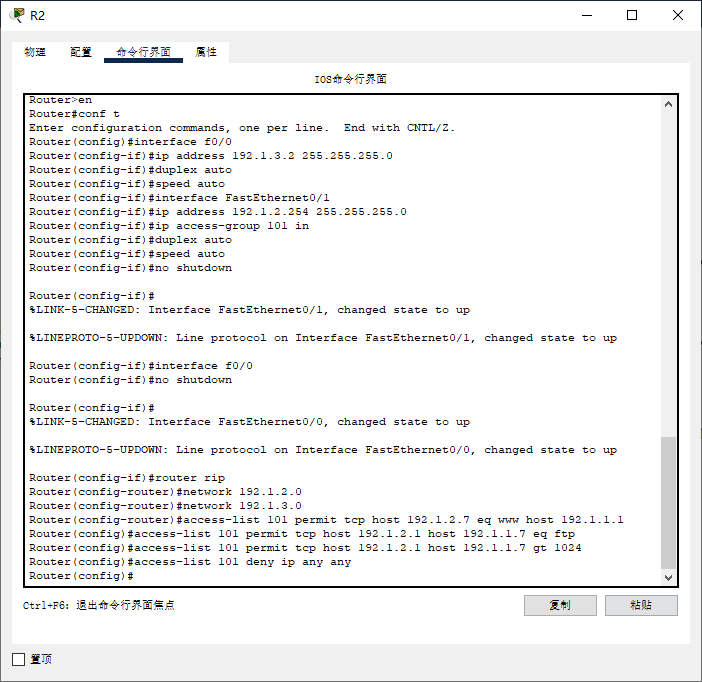 R2
物理 配置 命令行界面 属性
IOS命令行界面
Router>en
Router#conf t
Enter configuration commands, one per line.  End with CNTL/Z.
Router(config)#interface f0/0
Router(config-if)#ip address 192.1.3.2 255.255.255.0
Router(config-if)#duplex auto
Router(config-if)#speed auto
Router(config-if)#interface FastEthernet0/1
Router(config-if)#ip address 192.1.2.254 255.255.255.0
Router(config-if)#ip access-group 101 in
Router(config-if)#duplex auto
Router(config-if)#speed auto
Router(config-if)#no shutdown
Router(config-if)#
%LINK-5-CHANGED: Interface FastEthernet0/1, changed state to up
%LINEPROTO-5-UPDOWN: Line protocol on Interface FastEthernet0/1, changed state to up
Router(config-if)#interface f0/0
Router(config-if)#no shutdown
Router(config-if)#
%LINK-5-CHANGED: Interface FastEthernet0/0, changed state to up
%LINEPROTO-5-UPDOWN: Line protocol on Interface FastEthernet0/0, changed state to up
Router(config-if)#router rip
Router(config-router)#network 192.1.2.0
Router(config-router)#network 192.1.3.0
Router(config-router)#access-list 101 permit tcp host 192.1.2.7 eq www host 192.1.1.1
Router(config)#access-list 101 permit tcp host 192.1.2.1 host 192.1.1.7 eq ftp
Router(config)#access-list 101 permit tcp host 192.1.2.1 host 192.1.1.7 gt 1024
Router(config)#access-list 101 deny ip any any
Router(config)#
Ctrl+F6: 退出命令行界面焦点 复制 粘贴
置顶